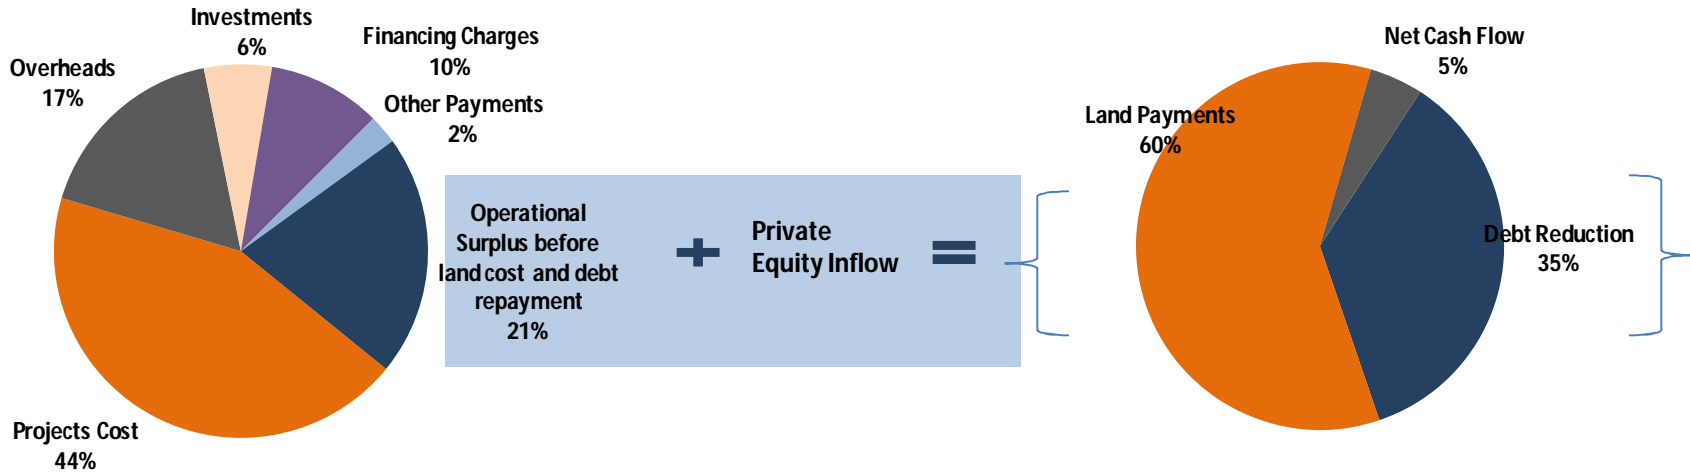 Investments
6%
Financing Charges
10%
Overheads
17%
Other Payments
2%
Operational
Surplus before
land cost and debt
repayment
21%
Projects Cost
44%
+
Private
Equity Inflow
=
Net Cash Flow
5%
Land Payments
60%
Debt Reduction
35%